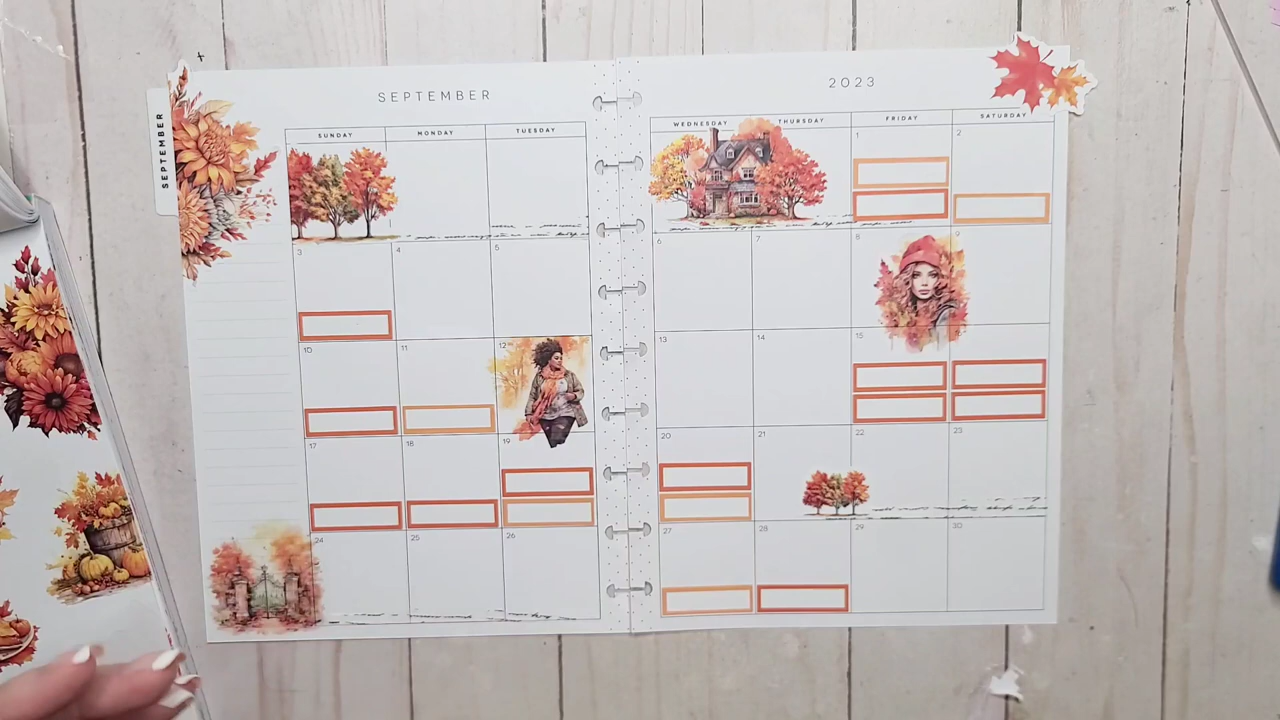 SEPTEMBER
SEPTEMBER
2023
SUNDAY MONDAY TUESDAY
WEDNESDAY THURSDAY FRIDAY SATURDAY
1 2
3 4 5
6 7 8 9
10 11 12
13 14 15
17 18 19
20 21 22 23
24 25 26
27 28 29 30